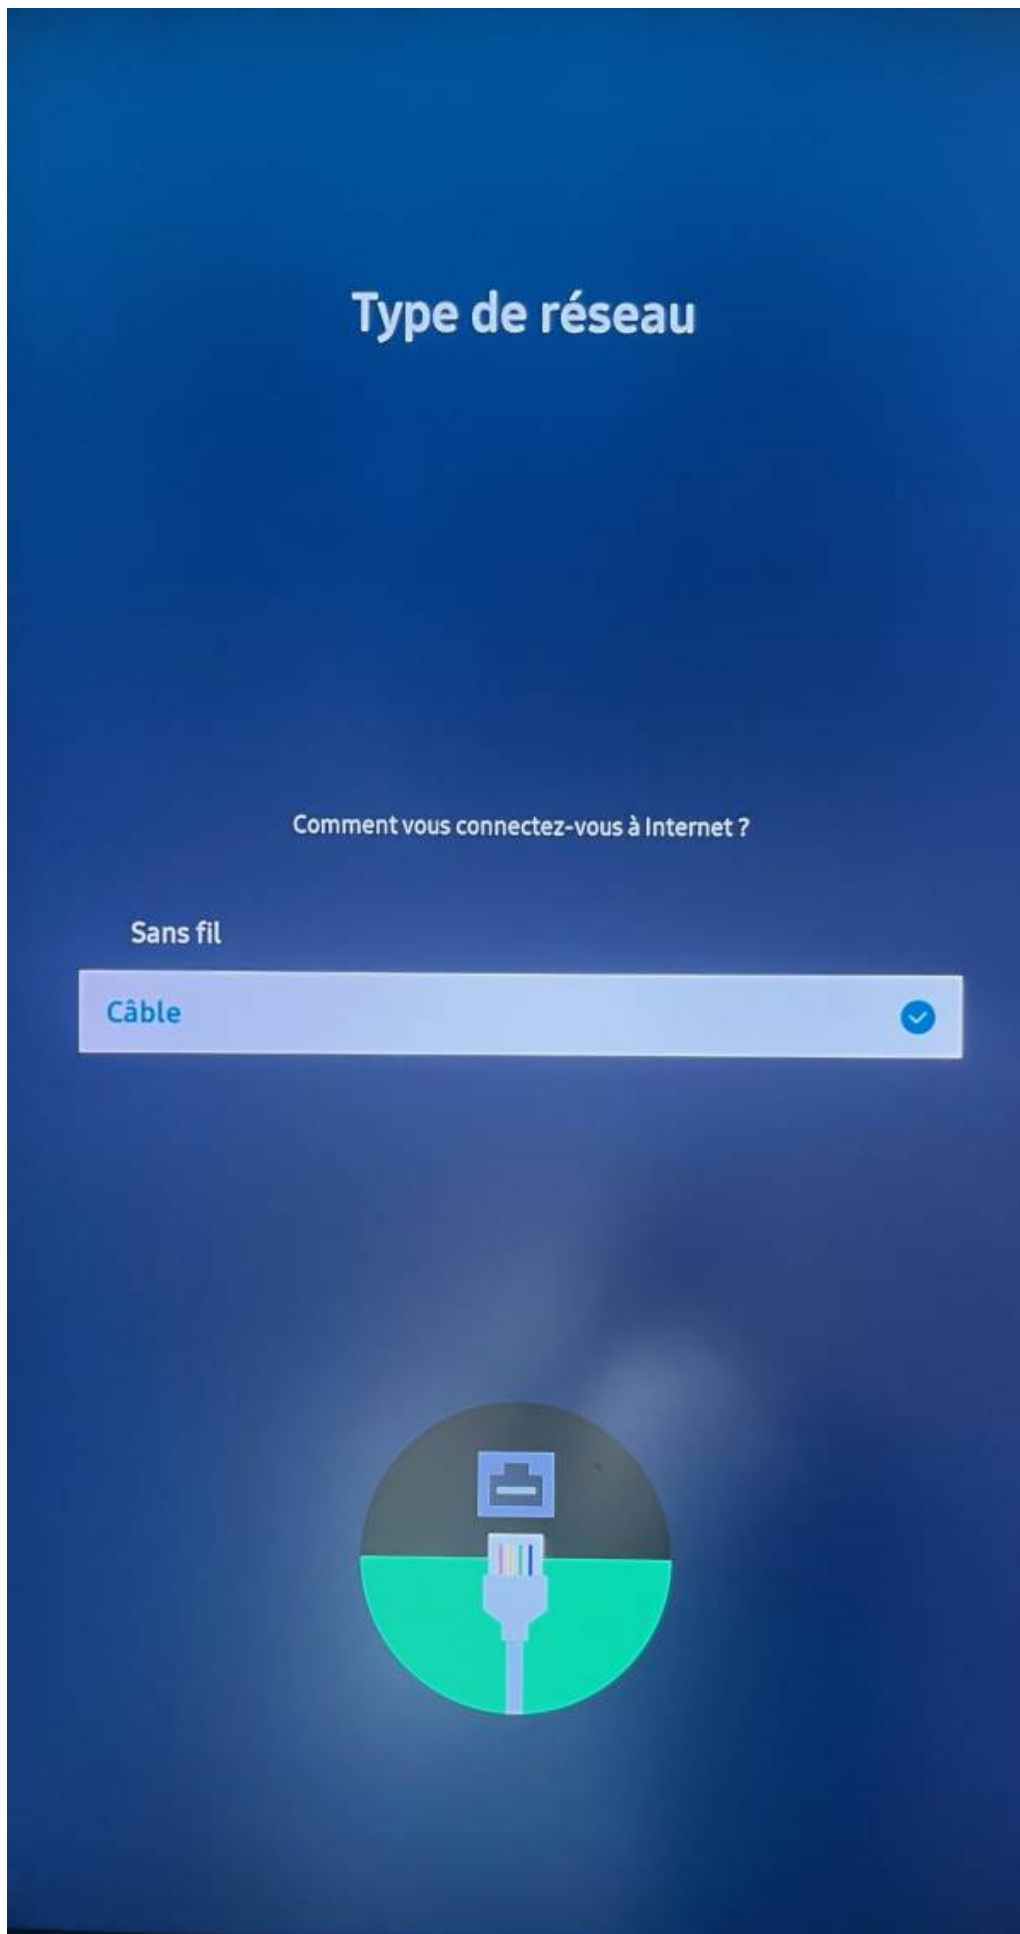 Type de réseau
Comment vous connectez-vous à Internet ?
Sans fil
Câble